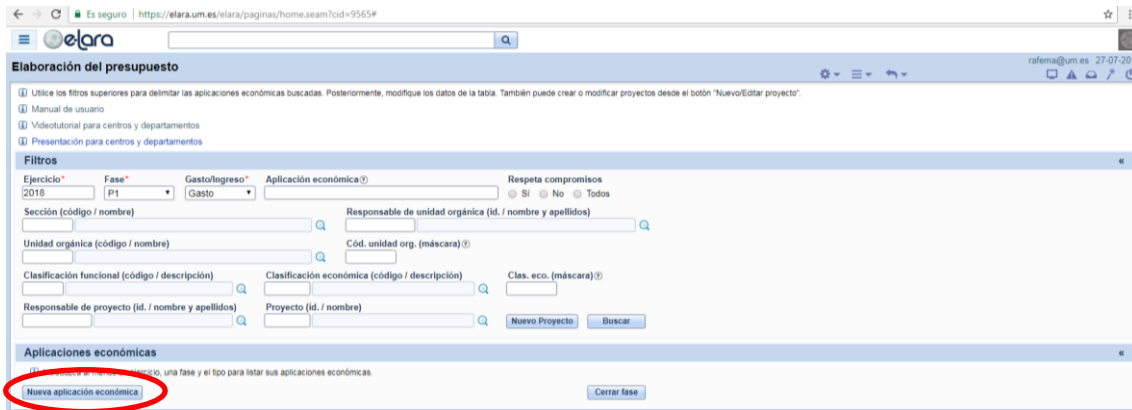 Es seguro | https://elara.um.es/elara/paginas/home.seam?cid=9565#
elara
Elaboración del presupuesto
rafema@um.es 27-07-20
Utilice los filtros superiores para delimitar las aplicaciones económicas buscadas. Posteriormente, modifique los datos de la tabla. También puede crear o modificar proyectos desde el botón "Nuevo/Editar proyecto".
Manual de usuario
Videotutorial para centros y departamentos
Presentación para centros y departamentos
Filtros «
Ejercicio* Fase* Gasto/Ingreso* Aplicación económica Respeta compromisos
2018 P1 Gasto Sí No Todos
Sección (código / nombre) Responsable de unidad orgánica (id. / nombre y apellidos)
Unidad orgánica (código / nombre) Cód. unidad org. (máscara)
Clasificación funcional (código / descripción) Clasificación económica (código / descripción) Clas. eco. (máscara)
Responsable de proyecto (id. / nombre y apellidos) Proyecto (id. / nombre)
Nuevo Proyecto Buscar
Aplicaciones económicas «
una fase y el tipo para listar sus aplicaciones económicas.
Nueva aplicación económica Cerrar fase